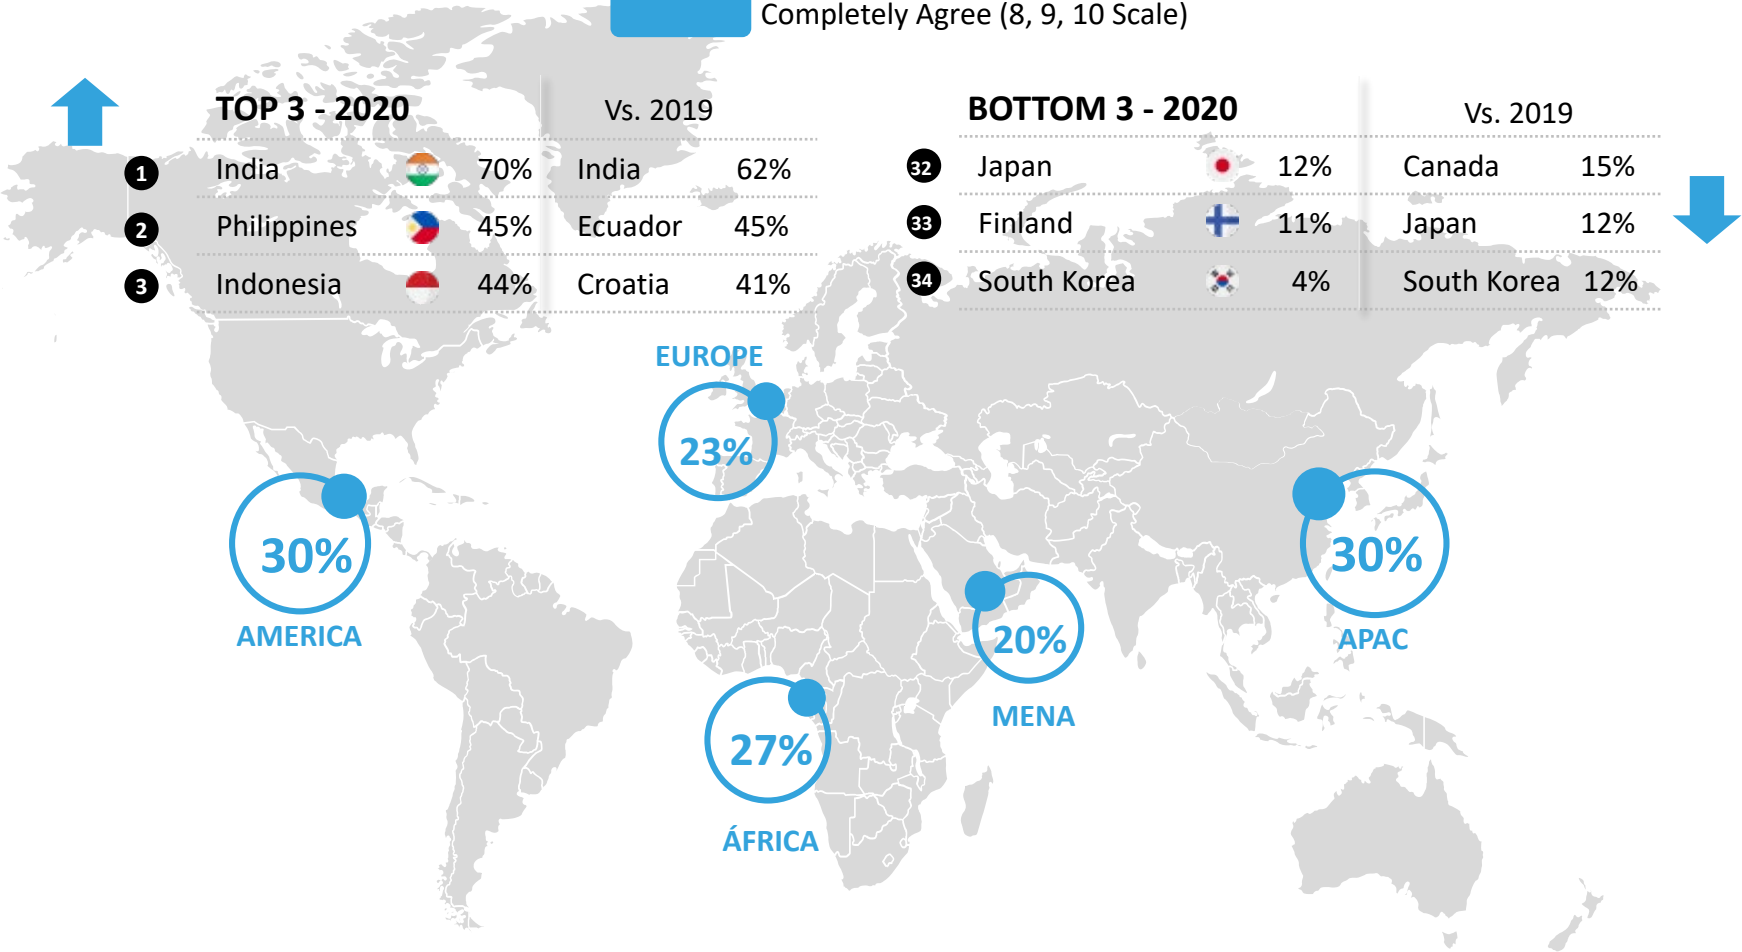 Completely Agree (8, 9, 10 Scale)
TOP 3 - 2020 Vs. 2019
1 India 70% India 62%
2 Philippines 45% Ecuador 45%
3 Indonesia 44% Croatia 41%
BOTTOM 3 - 2020 Vs. 2019
32 Japan 12% Canada 15%
33 Finland 11% Japan 12%
34 South Korea 4% South Korea 12%
EUROPE
23%
30%
AMERICA
30%
APAC
20%
MENA
27%
ÁFRICA